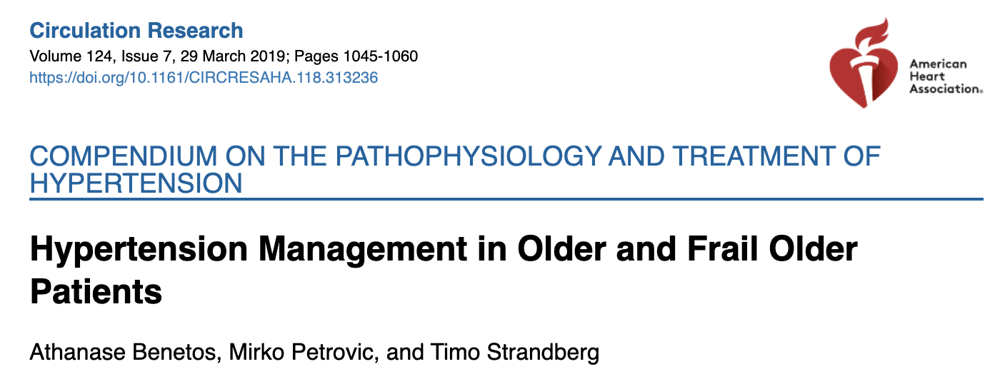 Circulation Research
Volume 124, Issue 7, 29 March 2019; Pages 1045-1060
https://doi.org/10.1161/CIRCRESAHA.118.313236
American
Heart
Association®
COMPENDIUM ON THE PATHOPHYSIOLOGY AND TREATMENT OF
HYPERTENSION
Hypertension Management in Older and Frail Older
Patients
Athanase Benetos, Mirko Petrovic, and Timo Strandberg